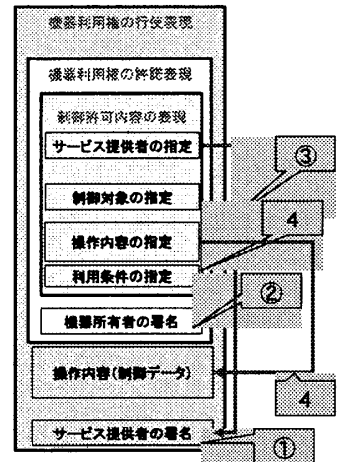 機器利用権の行使表現
機器利用権の許諾表現
制御許可内容の表現
サービス提供者の指定
③
制御対象の指定
4
操作内容の指定
利用条件の指定
②
機器所有者の署名
操作内容(制御データ)
4
サービス提供者の署名
①